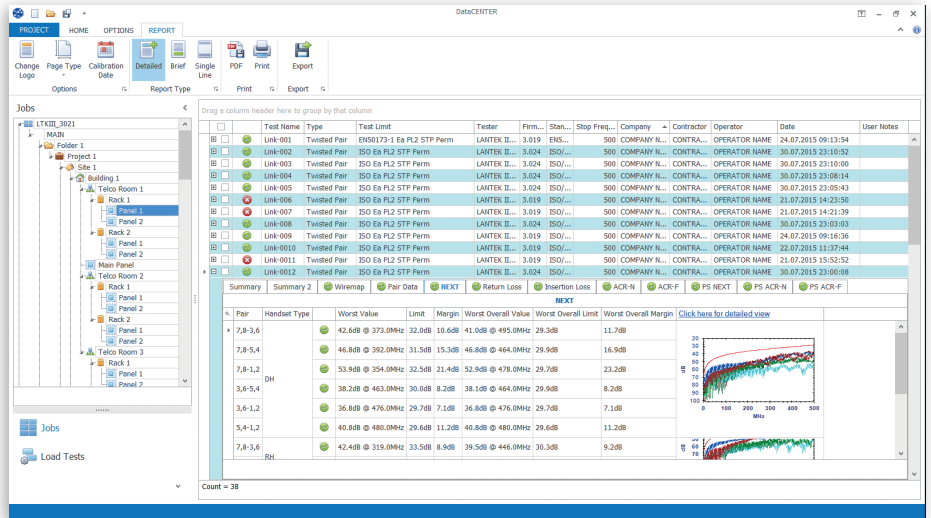 DataCENTER
PROJECT HOME OPTIONS REPORT
Change Logo Page Type Calibration Date Detailed Brief Single Line PDF Print Export
Options Report Type Print Export
Jobs
LTKIII_3021
MAIN
Folder 1
Project 1
Site 1
Building 1
Telco Room 1
Rack 1
Panel 1
Panel 2
Rack 2
Panel 1
Panel 2
Main Panel
Telco Room 2
Rack 1
Panel 1
Panel 2
Rack 2
Panel 1
Panel 2
Telco Room 3
Rack 1
Panel 1
Panel 2
Jobs
Load Tests
Drag a column header here to group by that column
Test Name Type Test Limit Tester Firm... Stan... Stop Freq... Company Contractor Operator Date User Notes
Link-001 Twisted Pair EN50173-1 Ea PL2 STP Perm LANTEK II... 3.019 EN5... 500 COMPANY N... CONTRA... OPERATOR NAME 24.07.2015 09:13:54
Link-002 Twisted Pair ISO Ea PL2 STP Perm LANTEK II... 3.024 ISO/... 500 COMPANY N... CONTRA... OPERATOR NAME 30.07.2015 23:10:52
Link-003 Twisted Pair ISO Ea PL2 STP Perm LANTEK II... 3.024 ISO/... 500 COMPANY N... CONTRA... OPERATOR NAME 30.07.2015 23:10:00
Link-004 Twisted Pair ISO Ea PL2 STP Perm LANTEK II... 3.024 ISO/... 500 COMPANY N... CONTRA... OPERATOR NAME 30.07.2015 23:08:14
Link-005 Twisted Pair ISO Ea PL2 STP Perm LANTEK II... 3.024 ISO/... 500 COMPANY N... CONTRA... OPERATOR NAME 30.07.2015 23:05:43
Link-006 Twisted Pair ISO Ea PL2 STP Perm LANTEK II... 3.019 ISO/... 500 COMPANY N... CONTRA... OPERATOR NAME 21.07.2015 14:23:50
Link-007 Twisted Pair ISO Ea PL2 STP Perm LANTEK II... 3.019 ISO/... 500 COMPANY N... CONTRA... OPERATOR NAME 21.07.2015 14:21:39
Link-008 Twisted Pair ISO Ea PL2 STP Perm LANTEK II... 3.024 ISO/... 500 COMPANY N... CONTRA... OPERATOR NAME 30.07.2015 23:03:03
Link-009 Twisted Pair ISO Ea PL2 STP Perm LANTEK II... 3.019 ISO/... 500 COMPANY N... CONTRA... OPERATOR NAME 24.07.2015 09:16:36
Link-0010 Twisted Pair ISO Ea PL2 STP Perm LANTEK II... 3.019 ISO/... 500 COMPANY N... CONTRA... OPERATOR NAME 22.07.2015 11:37:44
Link-0011 Twisted Pair ISO Ea PL2 STP Perm LANTEK II... 3.019 ISO/... 500 COMPANY N... CONTRA... OPERATOR NAME 21.07.2015 15:52:52
Link-0012 Twisted Pair ISO Ea PL2 STP Perm LANTEK II... 3.024 ISO/... 500 COMPANY N... CONTRA... OPERATOR NAME 30.07.2015 23:00:08
Summary Summary 2 Wiremap Pair Data NEXT Return Loss Insertion Loss ACR-N ACR-F PS NEXT PS ACR-N PS ACR-F
NEXT
Pair Handset Type Worst Value Limit Margin Worst Overall Value Worst Overall Limit Worst Overall Margin Click here for detailed view
7,8-3,6 42.6dB @ 373.0MHz 32.0dB 10.6dB 41.0dB @ 495.0MHz 29.3dB 11.7dB
7,8-5,4 46.8dB @ 392.0MHz 31.5dB 15.3dB 46.8dB @ 464.0MHz 29.9dB 16.9dB
7,8-1,2 53.9dB @ 354.0MHz 32.5dB 21.4dB 52.9dB @ 478.0MHz 29.7dB 23.2dB
DH
3,6-5,4 38.2dB @ 463.0MHz 30.0dB 8.2dB 38.1dB @ 464.0MHz 29.9dB 8.2dB
3,6-1,2 36.8dB @ 476.0MHz 29.7dB 7.1dB 36.8dB @ 476.0MHz 29.7dB 7.1dB
5,4-1,2 40.8dB @ 480.0MHz 29.6dB 11.2dB 40.8dB @ 480.0MHz 29.6dB 11.2dB
7,8-3,6 RH 42.4dB @ 319.0MHz 33.5dB 8.9dB 39.5dB @ 446.0MHz 30.3dB 9.2dB
20
30
40
50
60
70
80
90
100
dB
0 100 200 300 400 500
MHz
60
70
dB
Count = 38